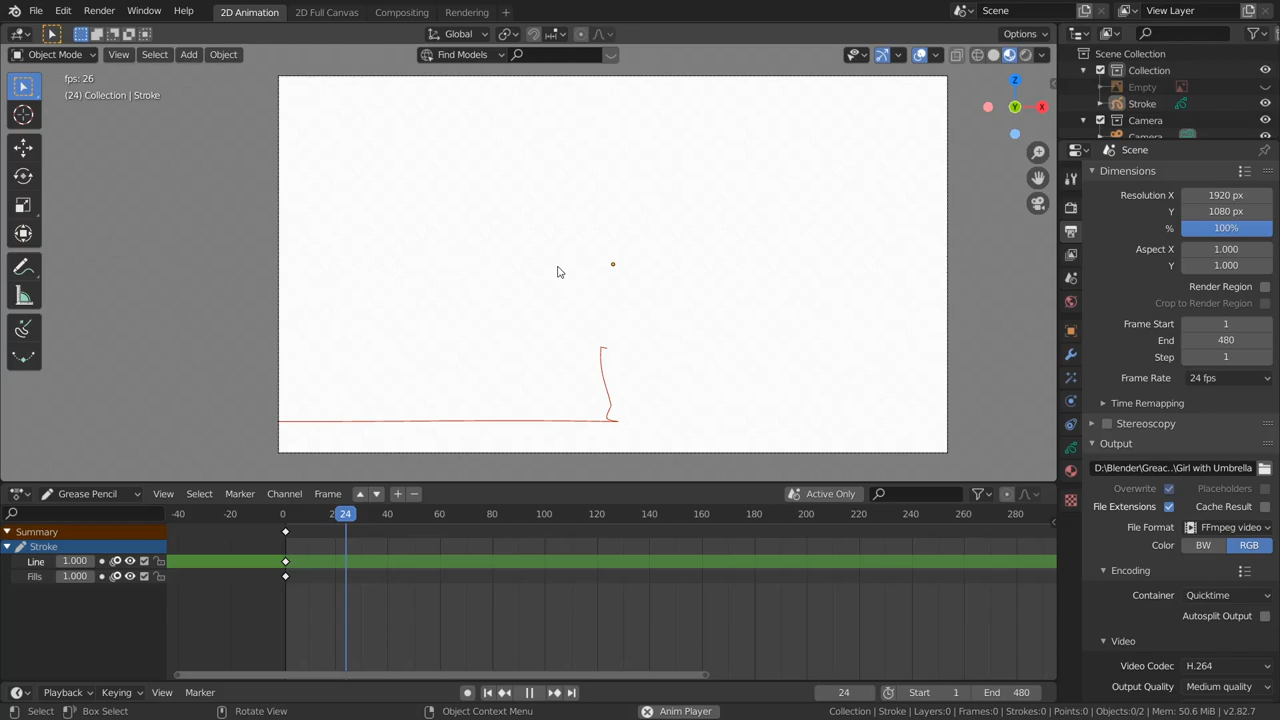 File Edit Render Window Help 2D Animation 2D Full Canvas Compositing Rendering + Scene View Layer
Global Options
Object Mode View Select Add Object Find Models
fps: 26
(24) Collection | Stroke
Z
Y
X
Scene Collection
Collection
Empty
Stroke
Camera
Camera
Scene
Dimensions
Resolution X 1920 px
Y 1080 px
% 100%
Aspect X 1.000
Y 1.000
Render Region
Crop to Render Region
Frame Start 1
End 480
Step 1
Frame Rate 24 fps
Time Remapping
Stereoscopy
Output
D:\Blender\Greac..\Girl with Umbrella
Overwrite Placeholders
File Extensions Cache Result
File Format FFmpeg video
Color BW RGB
Encoding
Container Quicktime
Autosplit Output
Video
Video Codec H.264
Output Quality Medium quality
Grease Pencil View Select Marker Channel Frame Active Only
-40 -20 0 2 24 40 60 80 100 120 140 160 180 200 220 240 260 280
Summary
Stroke
Line 1.000
Fills 1.000
Playback Keying View Marker 24 Start 1 End 480
Select Box Select Rotate View Object Context Menu Anim Player Collection | Stroke | Layers:0 | Frames:0 | Strokes:0 | Points:0 | Objects:0/2 | Mem: 50.6 MiB | v2.82.7